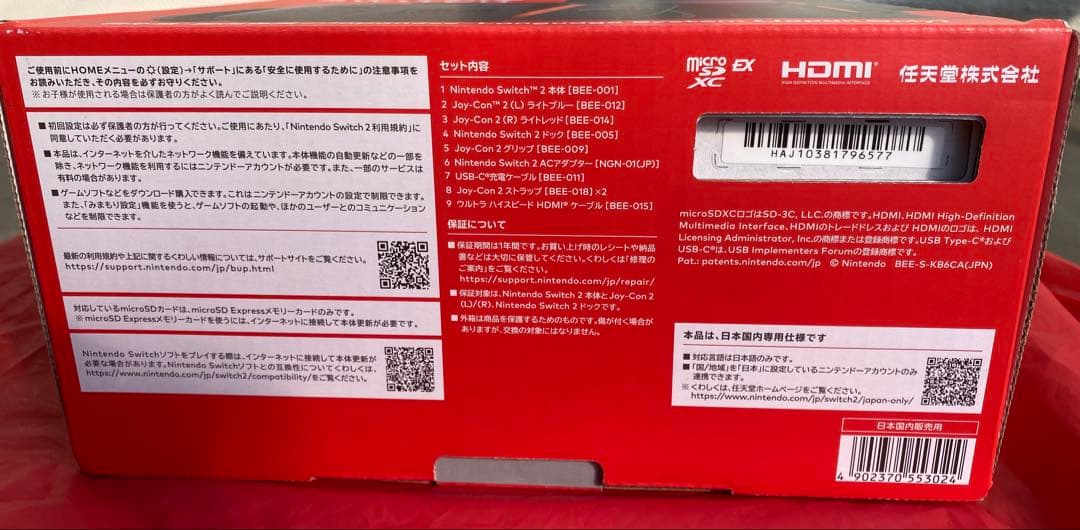 ご使用前にHOMEメニューの(設定)→「サポート」にある「安全に使用するために」の注意事項を
お読みいただき、その内容を必ずお守りください。
※お子様が使用される場合は保護者の方がよく読んでご説明ください。
■初回設定は必ず保護者の方が行ってください。ご使用にあたり、「Nintendo Switch 2 利用規約」に
同意していただく必要があります。
■本品は、インターネットを介したネットワーク機能を備えています。本体機能の自動更新などの一部を
除き、ネットワーク機能を利用するにはニンテンドーアカウントが必要です。また、一部のサービスは
有料の場合があります。
■ゲームソフトなどをダウンロード購入できます。これはニンテンドーアカウントの設定で制限できます。
また、「みまもり設定」機能を使うと、ゲームソフトの起動や、ほかのユーザーとのコミュニケーション
などを制限できます。
最新の利用規約や上記に関するくわしい情報については、サポートサイトをご覧ください。
https://support.nintendo.com/jp/bup.html
対応しているmicroSDカードは、microSD Expressメモリーカードのみです。
※microSD Expressメモリーカードを使うには、インターネットに接続して本体更新が必要です。
Nintendo Switchソフトをプレイする際は、インターネットに接続して本体更新が
必要な場合があります。Nintendo Switchソフトとの互換性についてくわしくは、
https://www.nintendo.com/jp/switch2/compatibility/をご覧ください。
セット内容
1 Nintendo Switch™ 2 本体 [BEE-001]
2 Joy-Con™ 2 (L) ライトブルー [BEE-012]
3 Joy-Con 2 (R) ライトレッド [BEE-014]
4 Nintendo Switch 2 ドック [BEE-005]
5 Joy-Con 2 グリップ [BEE-009]
6 Nintendo Switch 2 ACアダプター [NGN-01(JP)]
7 USB-C®充電ケーブル [BEE-011]
8 Joy-Con 2 ストラップ [BEE-018]×2
9 ウルトラ ハイスピード HDMI® ケーブル [BEE-015]
保証について
■保証期間は1年間です。お買い上げ時のレシートや納品
書などは大切に保管してください。くわしくは「修理の
ご案内」をご覧ください。
https://support.nintendo.com/jp/repair/
■保証対象は、Nintendo Switch 2 本体とJoy-Con 2
(L)/(R)、Nintendo Switch 2 ドックです。
■外箱は商品を保護するためのものです。傷が付く場合が
ありますが、交換の対象にはなりません。
microSD XC EX
HDMI®
HIGH DEFINITION MULTIMEDIA INTERFACE
任天堂株式会社
HAJ10381796577
microSDXCロゴはSD-3C, LLC.の商標です。HDMI、HDMI High-Definition
Multimedia Interface、HDMIのトレードドレスおよび HDMIのロゴは、HDMI
Licensing Administrator, Inc.の商標または登録商標です。USB Type-C®および
USB-C®は、USB Implementers Forumの登録商標です。
Pat.: patents.nintendo.com/jp © Nintendo BEE-S-KB6CA(JPN)
本品は、日本国内専用仕様です
■対応言語は日本語のみです。
■「国/地域」を「日本」に設定しているニンテンドーアカウントのみ
連携できます。
※くわしくは、任天堂ホームページをご覧ください。
https://www.nintendo.com/jp/switch2/japan-only/
日本国内販売用
4 902370 553024